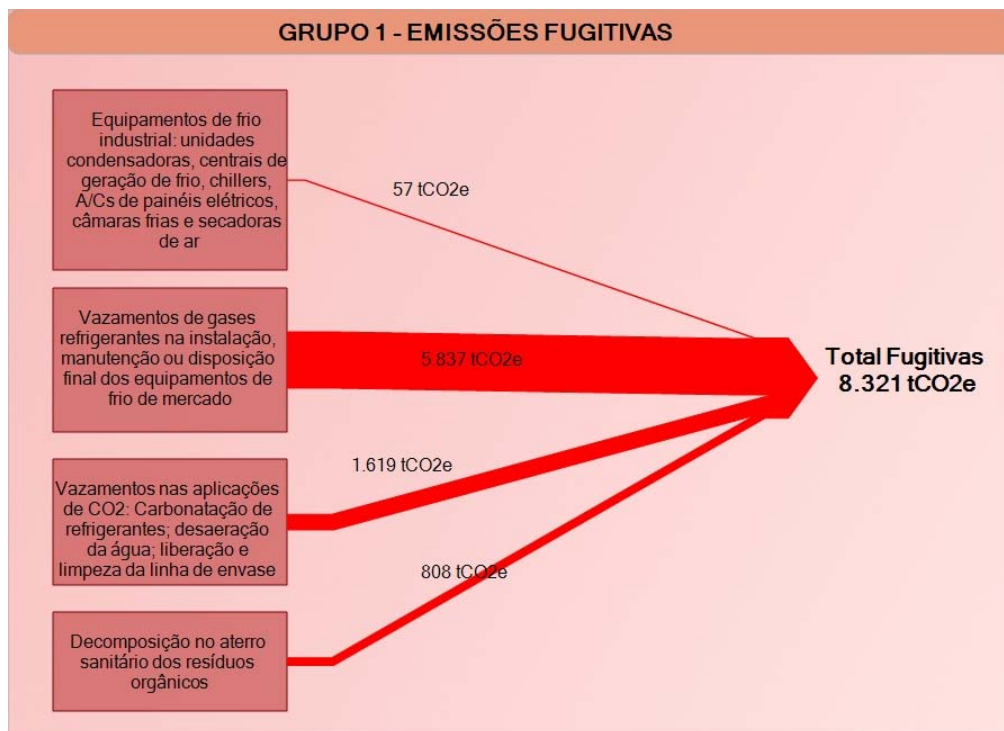 GRUPO 1 - EMISSÕES FUGITIVAS
Equipamentos de frio
industrial: unidades
condensadoras, centrais de
geração de frio, chillers,
A/Cs de painéis elétricos,
câmaras frias e secadoras
de ar
57 tCO2e
Vazamentos de gases
refrigerantes na instalação,
manutenção ou disposição
final dos equipamentos de
frio de mercado
5.837 tCO2e
Total Fugitivas
8.321 tCO2e
Vazamentos nas aplicações
de CO2: Carbonatação de
refrigerantes; desaeração
da água; liberação e
limpeza da linha de envase
1.619 tCO2e
Decomposição no aterro
sanitário dos resíduos
orgânicos
808 tCO2e